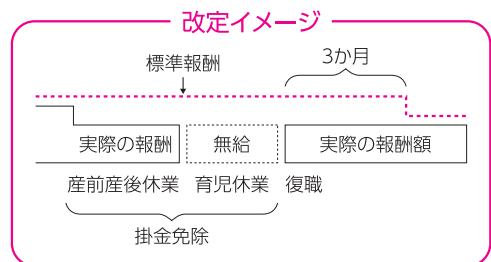 改定イメージ
標準報酬
3か月
実際の報酬
無給
実際の報酬額
産前産後休業
育児休業
復職
掛金免除